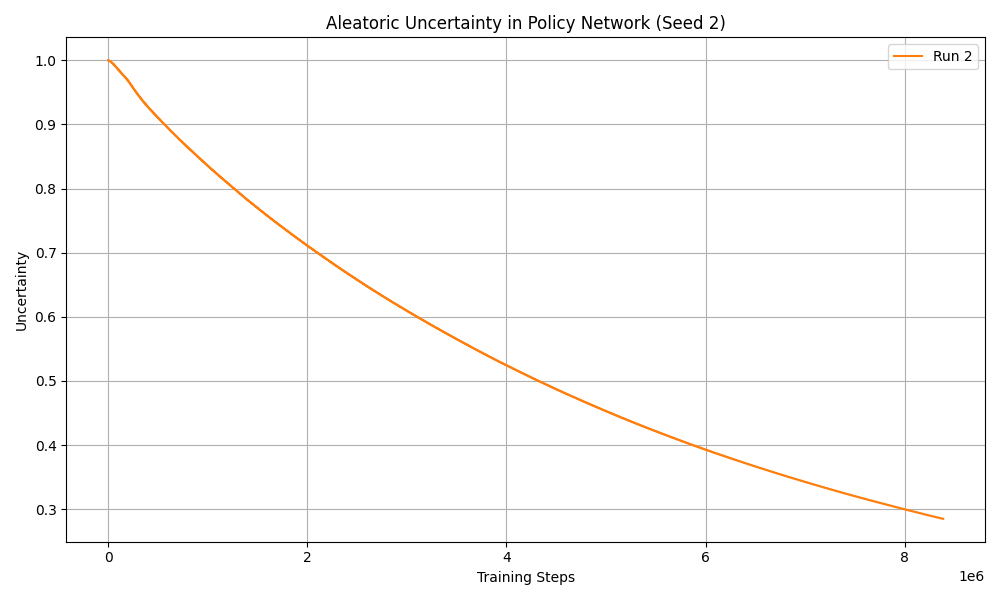 Aleatoric Uncertainty in Policy Network (Seed 2)
Run 2
Uncertainty
1.0
0.9
0.8
0.7
0.6
0.5
0.4
0.3
0 2 4 6 8
1e6
Training Steps